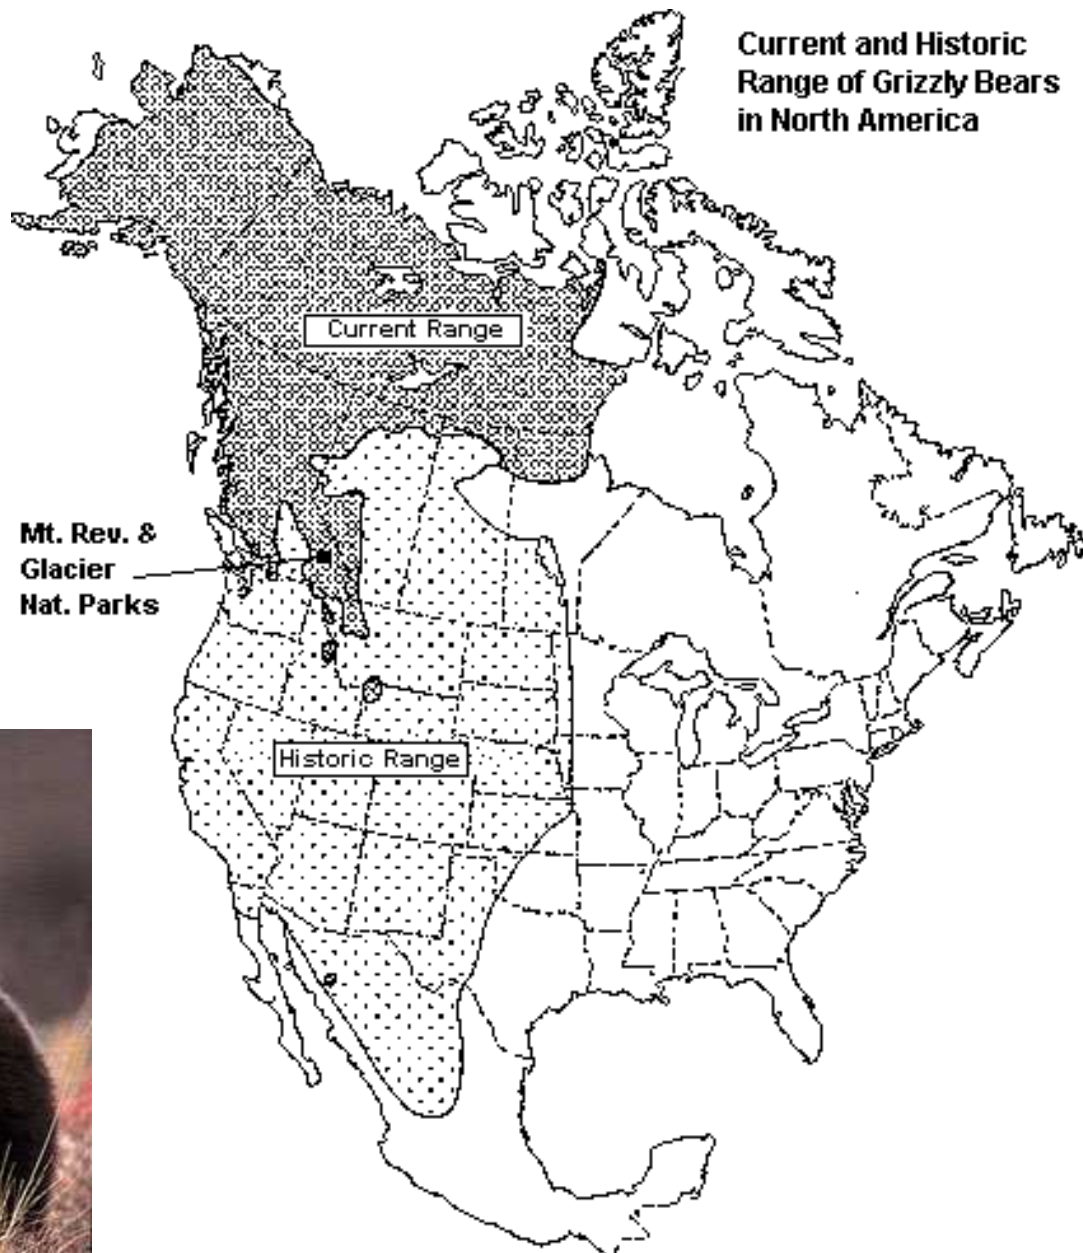 Current and Historic
Range of Grizzly Bears
in North America
Current Range
Mt. Rev. &
Glacier
Nat. Parks
Historic Range